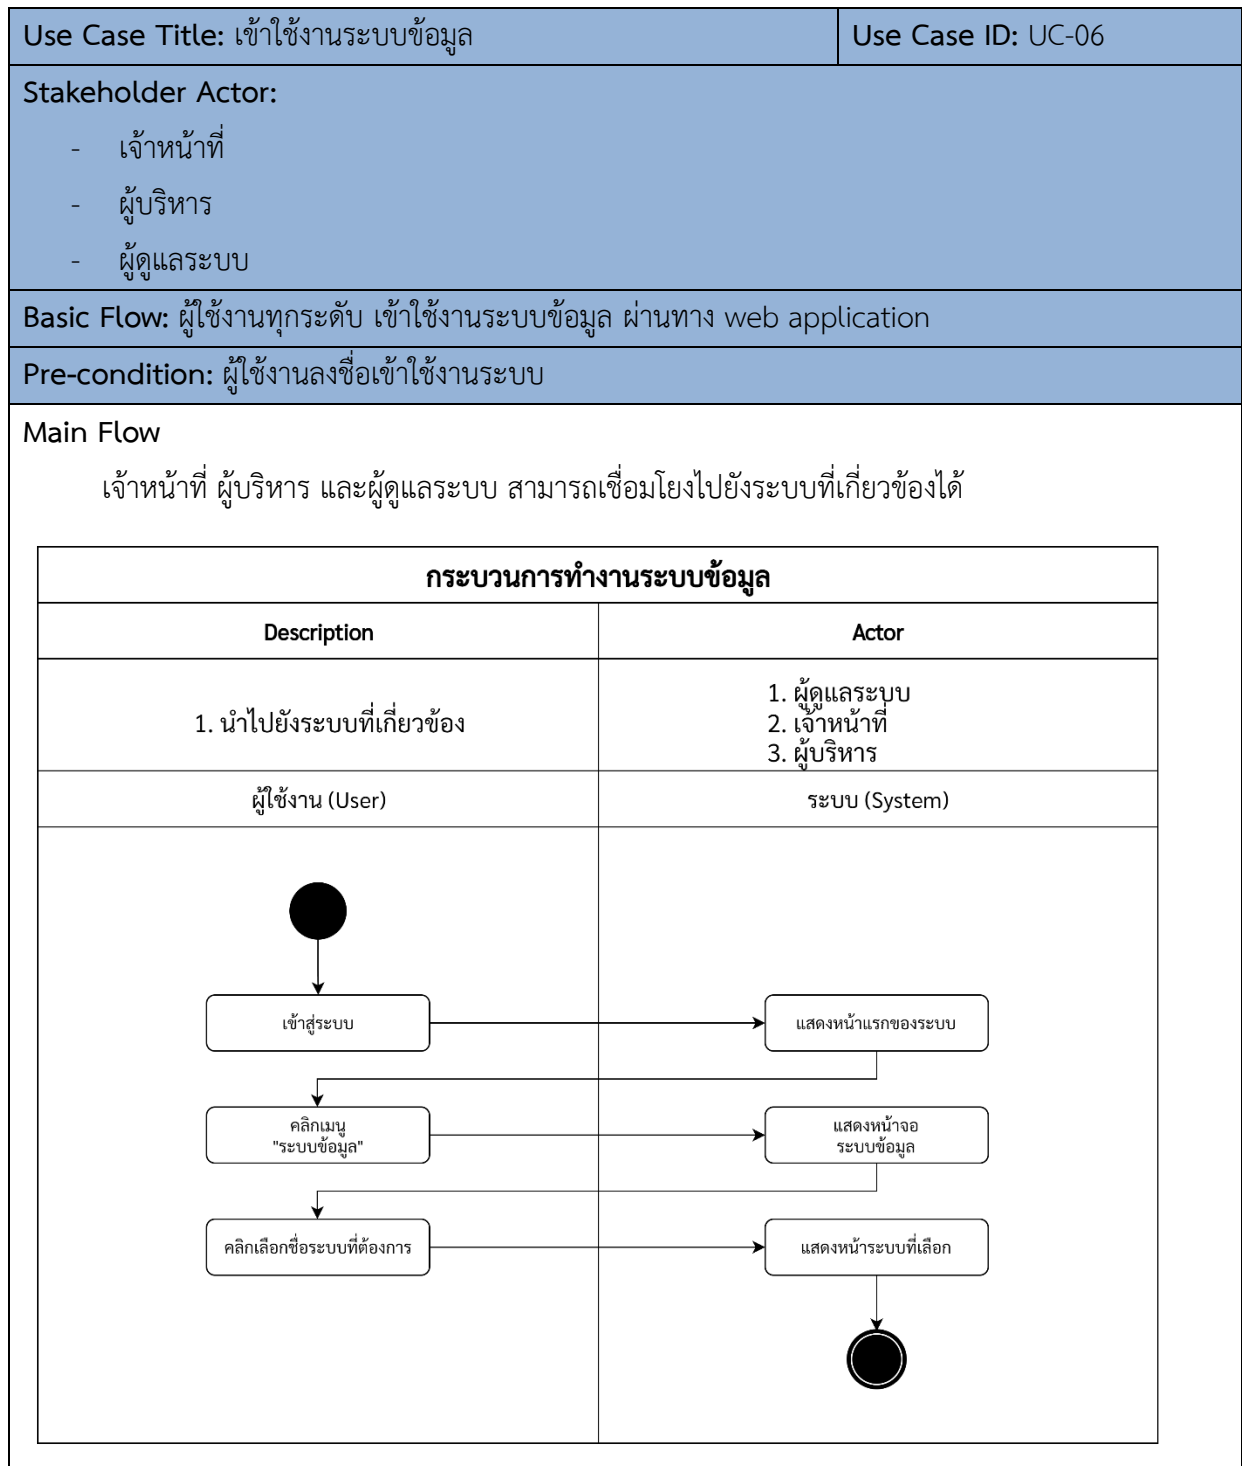 Use Case Title: เข้าใช้งานระบบข้อมูล
Use Case ID: UC-06
Stakeholder Actor:
- เจ้าหน้าที่
- ผู้บริหาร
- ผู้ดูแลระบบ
Basic Flow: ผู้ใช้งานทุกระดับ เข้าใช้งานระบบข้อมูล ผ่านทาง web application
Pre-condition: ผู้ใช้งานลงชื่อเข้าใช้งานระบบ
Main Flow
เจ้าหน้าที่ ผู้บริหาร และผู้ดูแลระบบ สามารถเชื่อมโยงไปยังระบบที่เกี่ยวข้องได้
กระบวนการทำงานระบบข้อมูล
Description
Actor
1. นำไปยังระบบที่เกี่ยวข้อง
1. ผู้ดูแลระบบ
2. เจ้าหน้าที่
3. ผู้บริหาร
ผู้ใช้งาน (User)
ระบบ (System)
เข้าสู่ระบบ
แสดงหน้าแรกของระบบ
คลิกเมนู
"ระบบข้อมูล"
แสดงหน้าจอ
ระบบข้อมูล
คลิกเลือกชื่อระบบที่ต้องการ
แสดงหน้าระบบที่เลือก